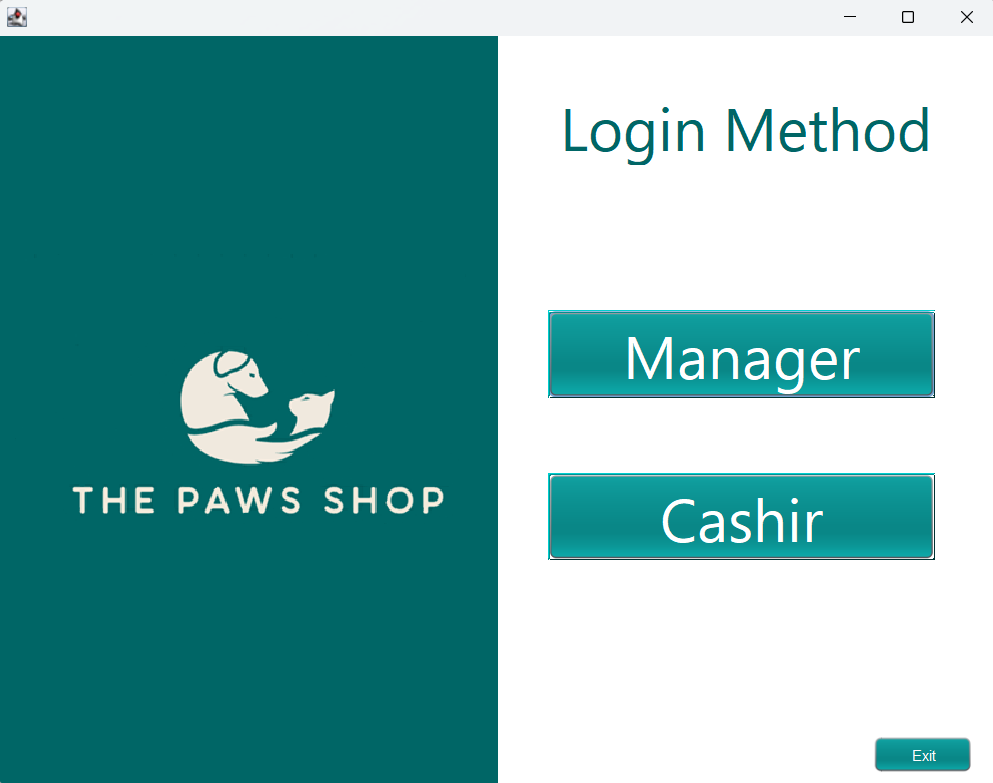 THE PAWS SHOP
Login Method
Manager
Cashir
Exit